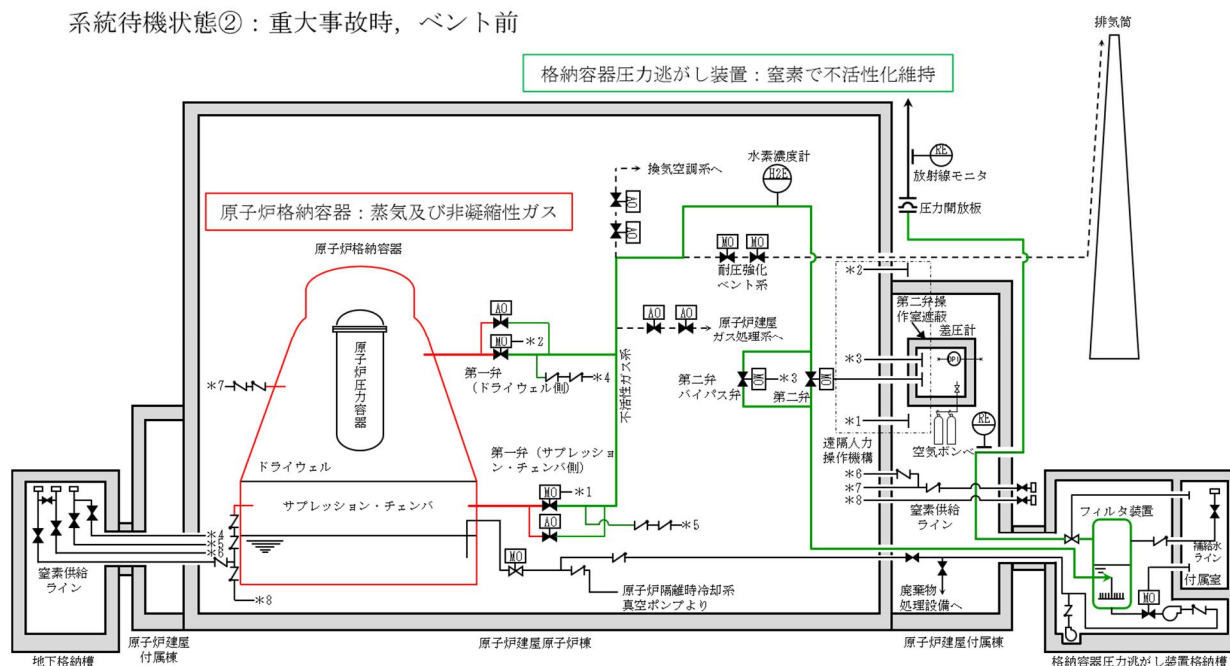 系統待機状態②：重大事故時，ベント前
排気筒
格納容器圧力逃がし装置：窒素で不活性化維持
水素濃度計
H2E
換気空調系へ
RE
放射線モニタ
AO
AO
圧力開放板
原子炉格納容器：蒸気及び非凝縮性ガス
原子炉格納容器
MO
MO
耐圧強化
ベント系
＊2
第二弁操
作室遮蔽
差圧計
AO
MO
＊2
AO
AO
原子炉建屋
ガス処理系へ
＊3
DPI
原子炉圧力容器
＊4
第一弁
（ドライウェル側）
不活性ガス系
第二弁
バイパス弁
MO
＊3
第二弁
MO
＊7
＊1
RE
遠隔人力
操作機構
空気ボンベ
第一弁（サプレッショ
ン・チェンバ側）
ドライウェル
＊6
＊7
＊8
窒素供給
ライン
MO
＊1
サプレッション・チェンバ
AO
＊5
フィルタ装置
補給水
ライン
付属室
＊4
＊5
＊6
窒素供給
ライン
＊8
MO
原子炉隔離時冷却系
真空ポンプより
廃棄物
処理設備へ
MO
地下格納槽
原子炉建屋
付属棟
原子炉建屋原子炉棟
原子炉建屋付属棟
格納容器圧力逃がし装置格納槽